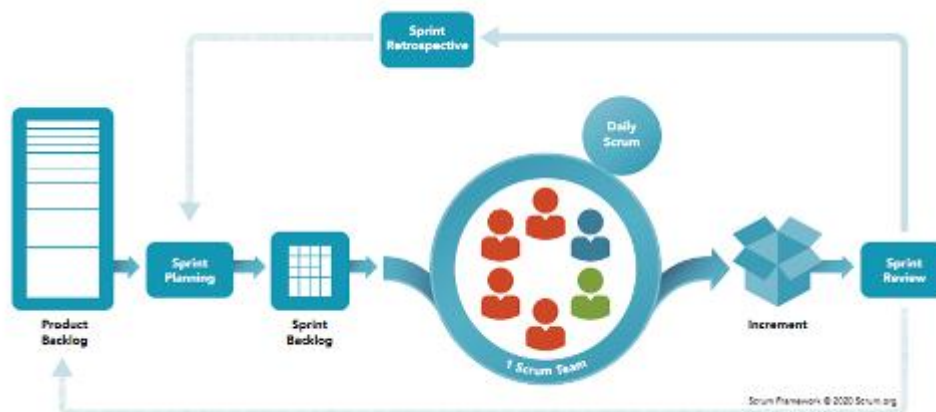 Sprint
Retrospective
Daily
Scrum
Sprint
Planning
Sprint
Review
Product
Backlog
Sprint
Backlog
Increment
1 Scrum Team
Scrum Framework © 2020 Scrum.org